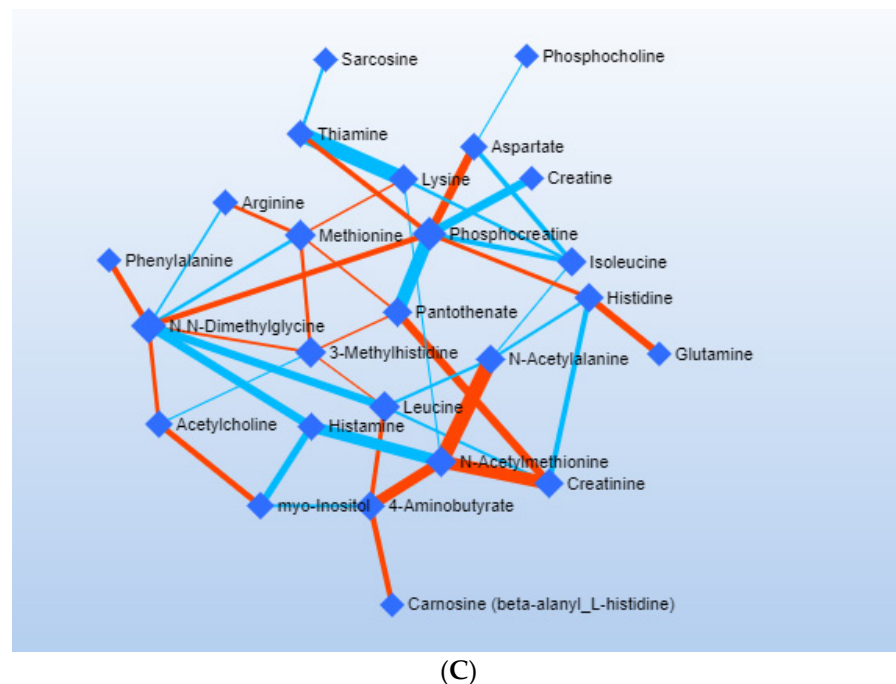 Sarcosine
Phosphocholine
Thiamine
Aspartate
Lysine
Creatine
Arginine
Methionine
Phosphocreatine
Phenylalanine
Isoleucine
Histidine
Pantothenate
N,N-Dimethylglycine
3-Methylhistidine
N-Acetylalanine
Glutamine
Leucine
Acetylcholine
Histamine
N-Acetylmethionine
Creatinine
myo-Inositol
4-Aminobutyrate
Carnosine (beta-alanyl_L-histidine)
(C)